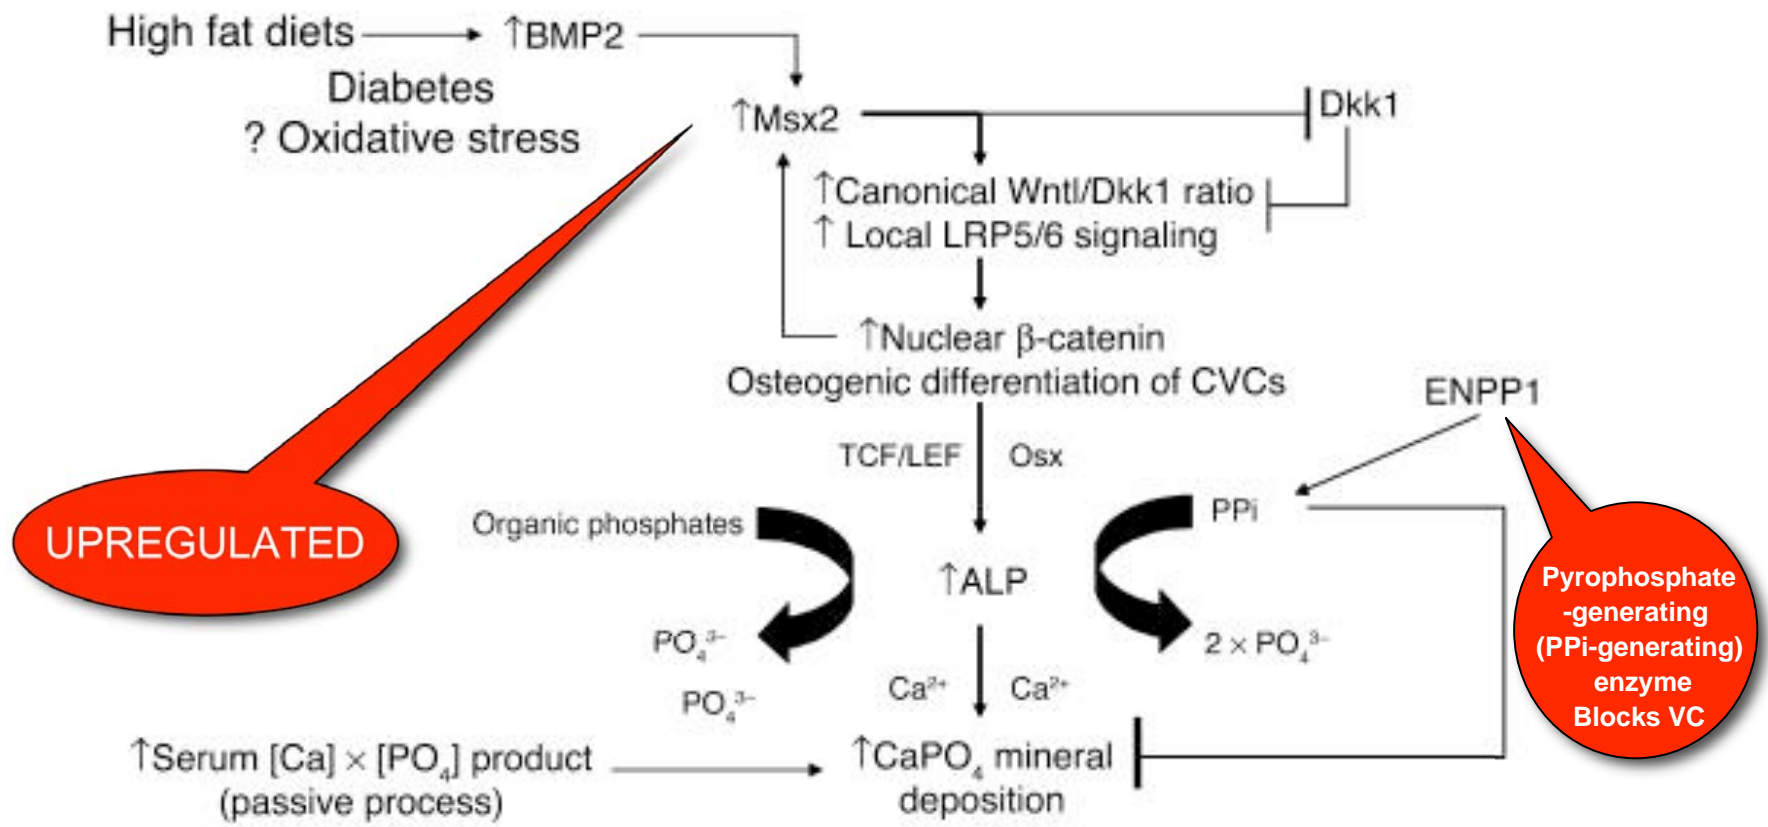 High fat diets
↑BMP2
Diabetes
? Oxidative stress
↑Msx2
Dkk1
↑Canonical Wntl/Dkk1 ratio
↑ Local LRP5/6 signaling
↑Nuclear β-catenin
Osteogenic differentiation of CVCs
ENPP1
TCF/LEF
Osx
UPREGULATED
Organic phosphates
PPi
↑ALP
Pyrophosphate
-generating
(PPi-generating)
enzyme
Blocks VC
PO₄³⁻
2 × PO₄³⁻
PO₄³⁻
Ca²⁺
Ca²⁺
↑Serum [Ca] × [PO₄] product
(passive process)
↑CaPO₄ mineral
deposition